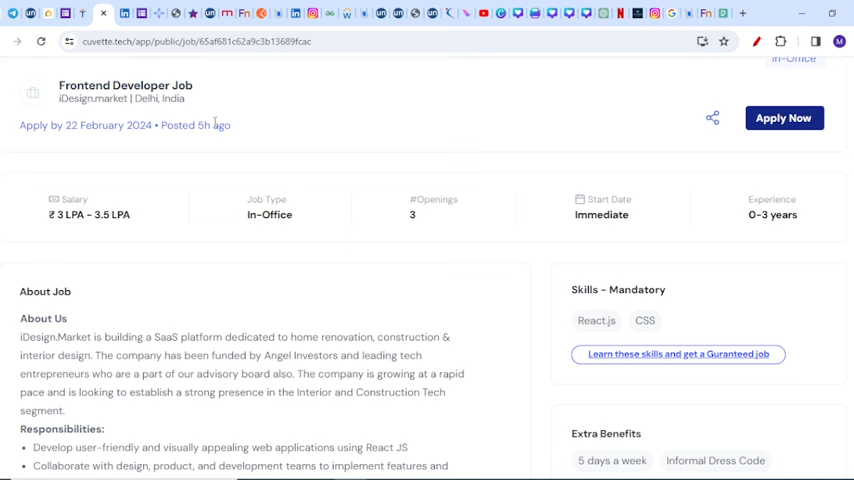 cuvette.tech/app/public/job/65af681c62a9c3b13689fcac
M
In-Office
Frontend Developer Job
iDesign.market | Delhi, India
Apply by 22 February 2024 • Posted 5h ago
Apply Now
Salary
₹ 3 LPA - 3.5 LPA
Job Type
In-Office
#Openings
3
Start Date
Immediate
Experience
0-3 years
About Job
About Us
iDesign.Market is building a SaaS platform dedicated to home renovation, construction &
interior design. The company has been funded by Angel Investors and leading tech
entrepreneurs who are a part of our advisory board also. The company is growing at a rapid
pace and is looking to establish a strong presence in the Interior and Construction Tech
segment.
Responsibilities:
• Develop user-friendly and visually appealing web applications using React JS
• Collaborate with design, product, and development teams to implement features and
Skills - Mandatory
React.js
CSS
Learn these skills and get a Guranteed job
Extra Benefits
5 days a week
Informal Dress Code